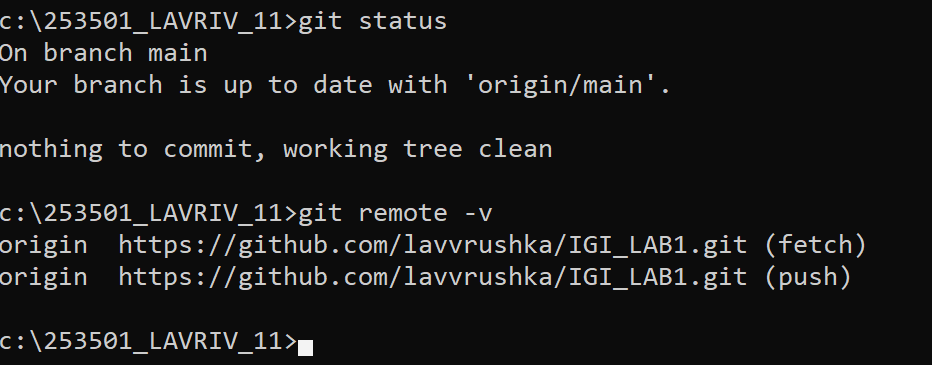 c:\253501_LAVRIV_11>git status
On branch main
Your branch is up to date with 'origin/main'.
nothing to commit, working tree clean
c:\253501_LAVRIV_11>git remote -v
origin  https://github.com/lavvrushka/IGI_LAB1.git (fetch)
origin  https://github.com/lavvrushka/IGI_LAB1.git (push)
c:\253501_LAVRIV_11>